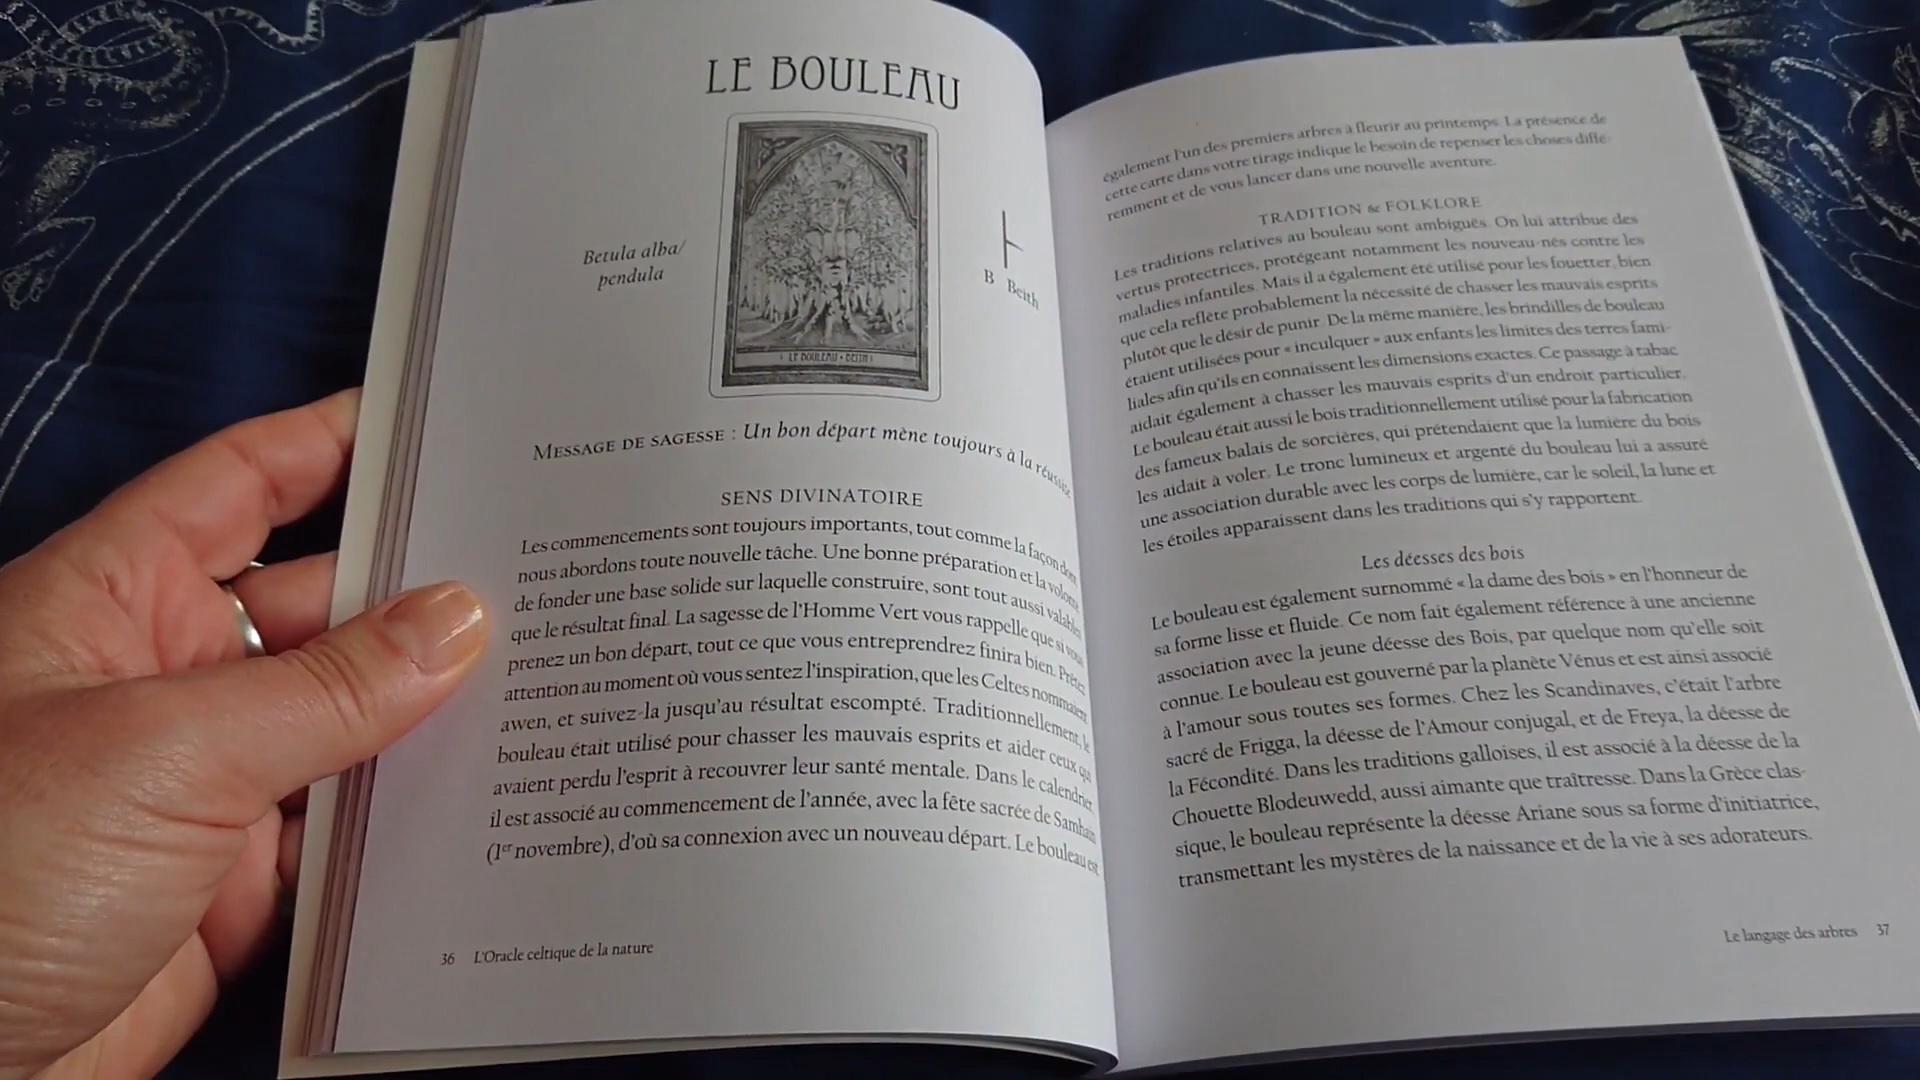 LE BOULEAU
Betula alba/
pendula
B Beith
LE BOULEAU • BEITH
MESSAGE DE SAGESSE : Un bon départ mène toujours à la réussite
SENS DIVINATOIRE
Les commencements sont toujours importants, tout comme la façon dont
nous abordons toute nouvelle tâche. Une bonne préparation et la volonté
de fonder une base solide sur laquelle construire, sont tout aussi valables
que le résultat final. La sagesse de l'Homme Vert vous rappelle que si vous
prenez un bon départ, tout ce que vous entreprendrez finira bien. Prêtez
attention au moment où vous sentez l'inspiration, que les Celtes nommaient
awen, et suivez-la jusqu'au résultat escompté. Traditionnellement, le
bouleau était utilisé pour chasser les mauvais esprits et aider ceux qui
avaient perdu l'esprit à recouvrer leur santé mentale. Dans le calendrier,
il est associé au commencement de l'année, avec la fête sacrée de Samhain
(1er novembre), d'où sa connexion avec un nouveau départ. Le bouleau est
36 L'Oracle celtique de la nature
également l'un des premiers arbres à fleurir au printemps. La présence de
cette carte dans votre tirage indique le besoin de repenser les choses diffé-
remment et de vous lancer dans une nouvelle aventure.
TRADITION & FOLKLORE
Les traditions relatives au bouleau sont ambiguës. On lui attribue des
vertus protectrices, protégeant notamment les nouveau-nés contre les
maladies infantiles. Mais il a également été utilisé pour les fouetter, bien
que cela reflète probablement la nécessité de chasser les mauvais esprits
plutôt que le désir de punir. De la même manière, les brindilles de bouleau
étaient utilisées pour « inculquer » aux enfants les limites des terres fami-
liales afin qu'ils en connaissent les dimensions exactes. Ce passage à tabac
aidait également à chasser les mauvais esprits d'un endroit particulier.
Le bouleau était aussi le bois traditionnellement utilisé pour la fabrication
des fameux balais de sorcières, qui prétendaient que la lumière du bois
les aidait à voler. Le tronc lumineux et argenté du bouleau lui a assuré
une association durable avec les corps de lumière, car le soleil, la lune et
les étoiles apparaissent dans les traditions qui s'y rapportent.
Les déesses des bois
Le bouleau est également surnommé « la dame des bois » en l'honneur de
sa forme lisse et fluide. Ce nom fait également référence à une ancienne
association avec la jeune déesse des Bois, par quelque nom qu'elle soit
connue. Le bouleau est gouverné par la planète Vénus et est ainsi associé
à l'amour sous toutes ses formes. Chez les Scandinaves, c'était l'arbre
sacré de Frigga, la déesse de l'Amour conjugal, et de Freya, la déesse de
la Fécondité. Dans les traditions galloises, il est associé à la déesse de la
Chouette Blodeuwedd, aussi aimante que traîtresse. Dans la Grèce clas-
sique, le bouleau représente la déesse Ariane sous sa forme d'initiatrice,
transmettant les mystères de la naissance et de la vie à ses adorateurs.
Le langage des arbres 37